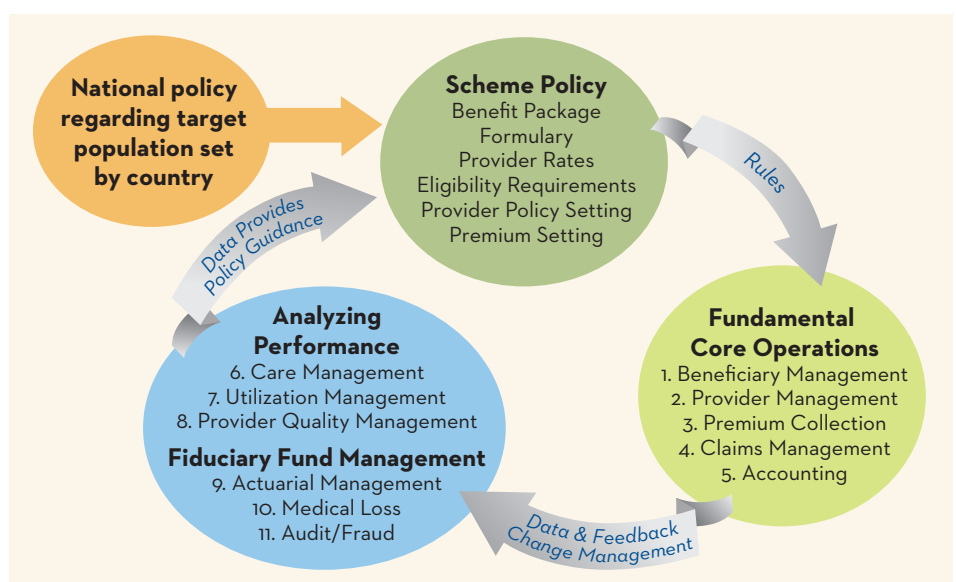 National policy
regarding target
population set
by country
Scheme Policy
Benefit Package
Formulary
Provider Rates
Eligibility Requirements
Provider Policy Setting
Premium Setting
Rules
Fundamental
Core Operations
1. Beneficiary Management
2. Provider Management
3. Premium Collection
4. Claims Management
5. Accounting
Data & Feedback
Change Management
Analyzing
Performance
6. Care Management
7. Utilization Management
8. Provider Quality Management
Fiduciary Fund Management
9. Actuarial Management
10. Medical Loss
11. Audit/Fraud
Data Provides
Policy Guidance